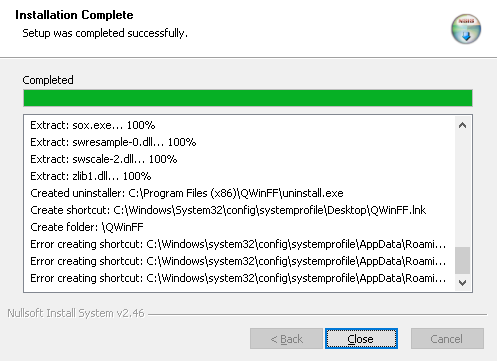 Installation Complete
Setup was completed successfully.
Completed
Extract: sox.exe... 100%
Extract: swresample-0.dll... 100%
Extract: swscale-2.dll... 100%
Extract: zlib1.dll... 100%
Created uninstaller: C:\Program Files (x86)\QWinFF\uninstall.exe
Create shortcut: C:\Windows\System32\config\systemprofile\Desktop\QWinFF.lnk
Create folder: \QWinFF
Error creating shortcut: C:\Windows\system32\config\systemprofile\AppData\Roami...
Error creating shortcut: C:\Windows\system32\config\systemprofile\AppData\Roami...
Error creating shortcut: C:\Windows\system32\config\systemprofile\AppData\Roami...
Nullsoft Install System v2.46
< Back
Close
Cancel